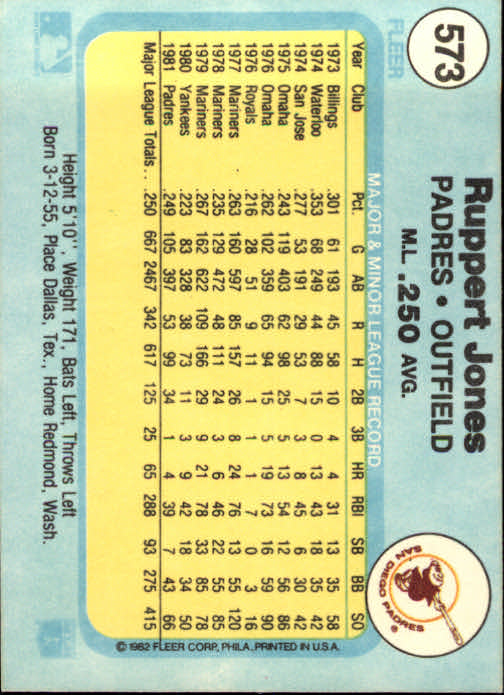 573
FLEER
Ruppert Jones
PADRES • OUTFIELD
M.L. .250 AVG.
SAN DIEGO PADRES
MAJOR & MINOR LEAGUE RECORD
Year Club Pct. G AB R H 2B 3B HR RBI SB BB SO
1973 Billings .301 61 193 45 58 10 4 4 31 13 35 58
1974 Waterloo .353 68 249 44 88 15 0 13 43 18 35 42
1974 San Jose .277 53 191 29 53 7 3 8 45 6 30 42
1975 Omaha .243 119 403 62 98 25 5 13 54 12 56 86
1976 Omaha .262 102 359 65 94 14 5 19 73 16 59 90
1976 Royals .216 28 51 9 11 1 1 1 7 0 3 16
1977 Mariners .263 160 597 85 157 26 8 24 76 13 55 120
1978 Mariners .235 129 472 48 111 24 3 6 46 22 55 85
1979 Mariners .267 162 622 109 166 29 9 21 78 33 85 78
1980 Yankees .223 83 328 38 73 11 3 9 42 18 34 50
1981 Padres .249 105 397 53 99 34 1 4 39 7 43 66
Major League Totals . . .250 667 2467 342 617 125 25 65 288 93 275 415
Height 5'10", Weight 171, Bats Left, Throws Left
Born 3-12-55, Place Dallas, Tex., Home Redmond, Wash.
© 1982 FLEER CORP., PHILA. PRINTED IN U.S.A.